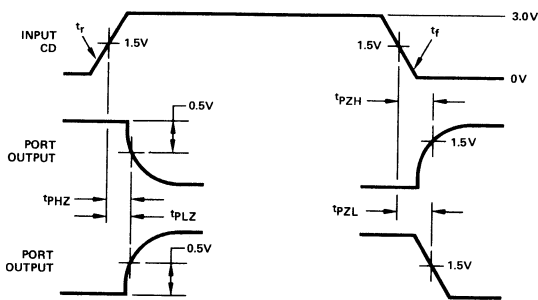 INPUT
CD
tr
1.5V
1.5V
tf
3.0V
0V
PORT
OUTPUT
0.5V
tPHZ
tPLZ
tPZH
1.5V
tPZL
PORT
OUTPUT
0.5V
1.5V